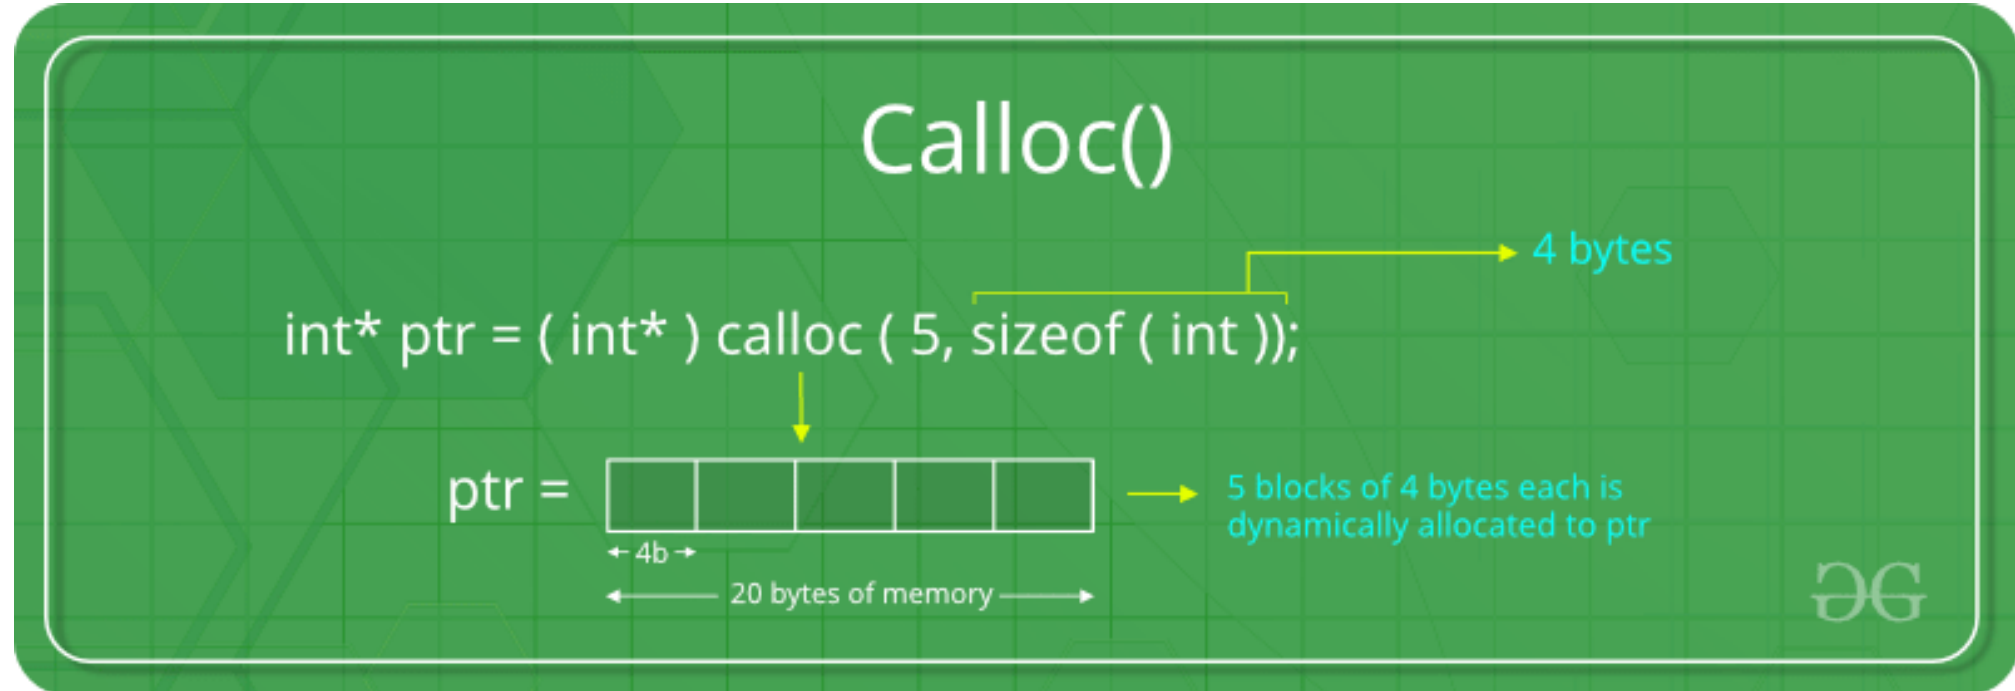 Calloc()
4 bytes
int* ptr = ( int* ) calloc ( 5, sizeof ( int ));
ptr =
5 blocks of 4 bytes each is
dynamically allocated to ptr
4b
20 bytes of memory